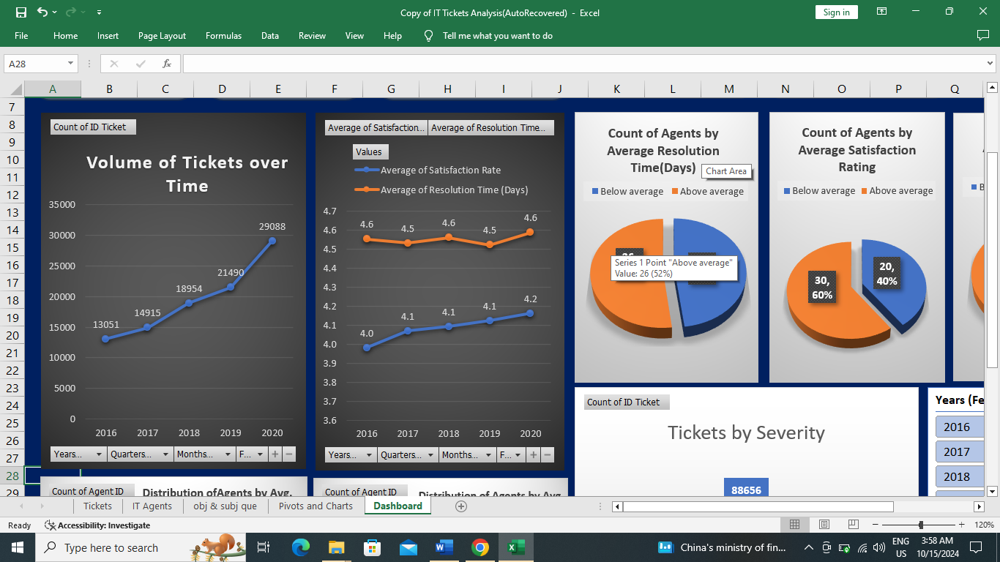 Copy of IT Tickets Analysis(AutoRecovered) - Excel
Sign in
File Home Insert Page Layout Formulas Data Review View Help Tell me what you want to do
A28
fx
A B C D E F G H I J K L M N O P Q
7
8
9
10
11
12
13
14
15
16
17
18
19
20
21
22
23
24
25
26
27
28
29
Count of ID Ticket
Volume of Tickets over
Time
35000
30000
25000
20000
15000
10000
5000
0
13051
14915
18954
21490
29088
2016 2017 2018 2019 2020
Years... Quarters... Months... F... + −
Average of Satisfaction... Average of Resolution Time...
Values
Average of Satisfaction Rate
Average of Resolution Time (Days)
4.7
4.6
4.5
4.4
4.3
4.2
4.1
4.0
3.9
3.8
3.7
3.6
4.6 4.5 4.6 4.5 4.6
4.0 4.1 4.1 4.1 4.2
2016 2017 2018 2019 2020
Years... Quarters... Months... F... + −
Count of Agents by
Average Resolution
Time(Days)
Chart Area
Below average Above average
Series 1 Point "Above average"
Value: 26 (52%)
Count of Agents by
Average Satisfaction
Rating
Below average Above average
20,
40%
30,
60%
B
Count of ID Ticket
Tickets by Severity
88656
Years (Fe
2016
2017
2018
Count of Agent ID
Distribution ofAgents by Avg.
Count of Agent ID
Distribution of Agents by Avg
Tickets IT Agents obj & subj que Pivots and Charts Dashboard
Ready Accessibility: Investigate
120%
Type here to search
China's ministry of fin...
ENG
US
3:58 AM
10/15/2024